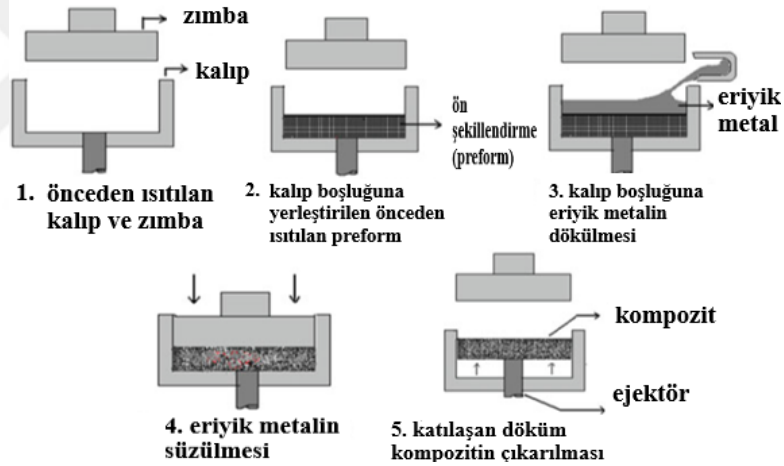 zımba
kalıp
1. önceden ısıtılan
kalıp ve zımba
ön
şekillendirme
(preform)
2. kalıp boşluğuna
yerleştirilen önceden
ısıtılan preform
eriyik
metal
3. kalıp boşluğuna
eriyik metalin
dökülmesi
4. eriyik metalin
süzülmesi
kompozit
ejektör
5. katılaşan döküm
kompozitin çıkarılması